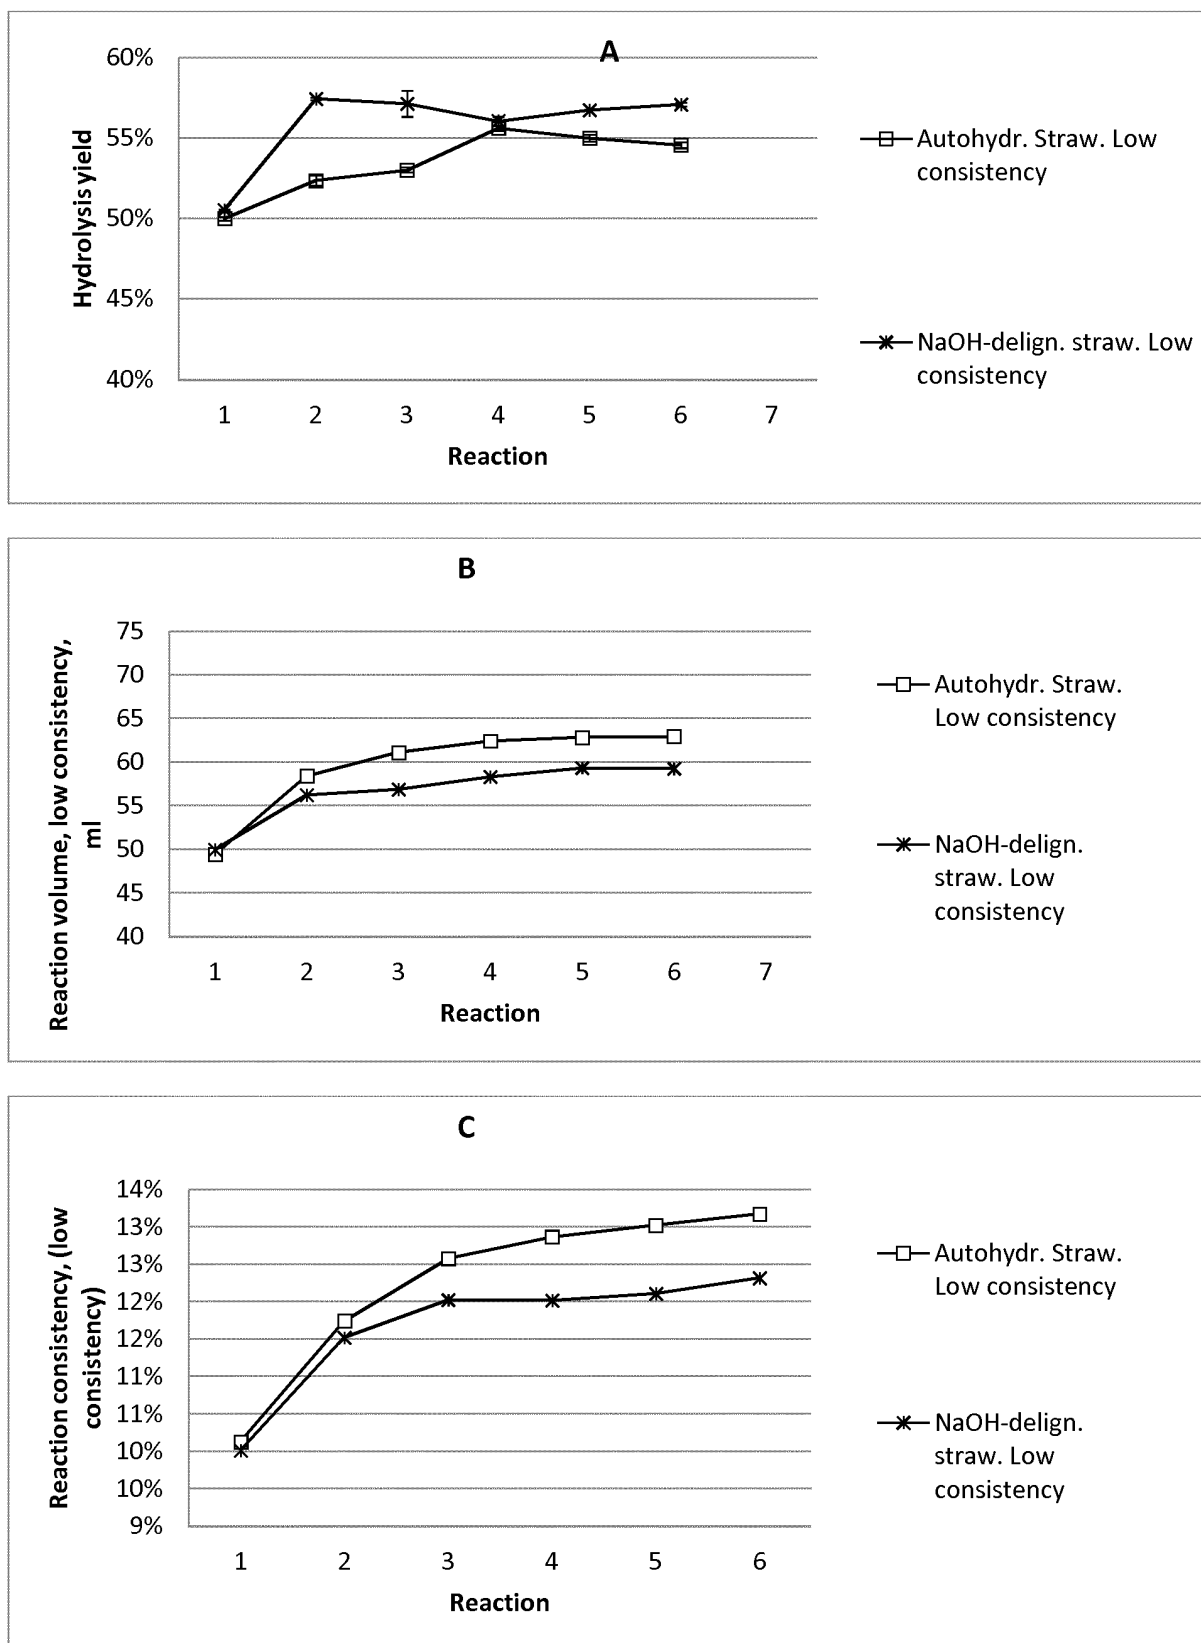 A
60%
55%
50%
45%
40%
Hydrolysis yield
1 2 3 4 5 6 7
Reaction
Autohydr. Straw. Low
consistency
NaOH-delign. straw. Low
consistency
B
75
70
65
60
55
50
45
40
Reaction volume, low consistency,
ml
1 2 3 4 5 6 7
Reaction
Autohydr. Straw.
Low consistency
NaOH-delign.
straw. Low
consistency
C
14%
13%
13%
12%
12%
11%
11%
10%
10%
9%
Reaction consistency, (low
consistency)
1 2 3 4 5 6
Reaction
Autohydr. Straw.
Low consistency
NaOH-delign.
straw. Low
consistency